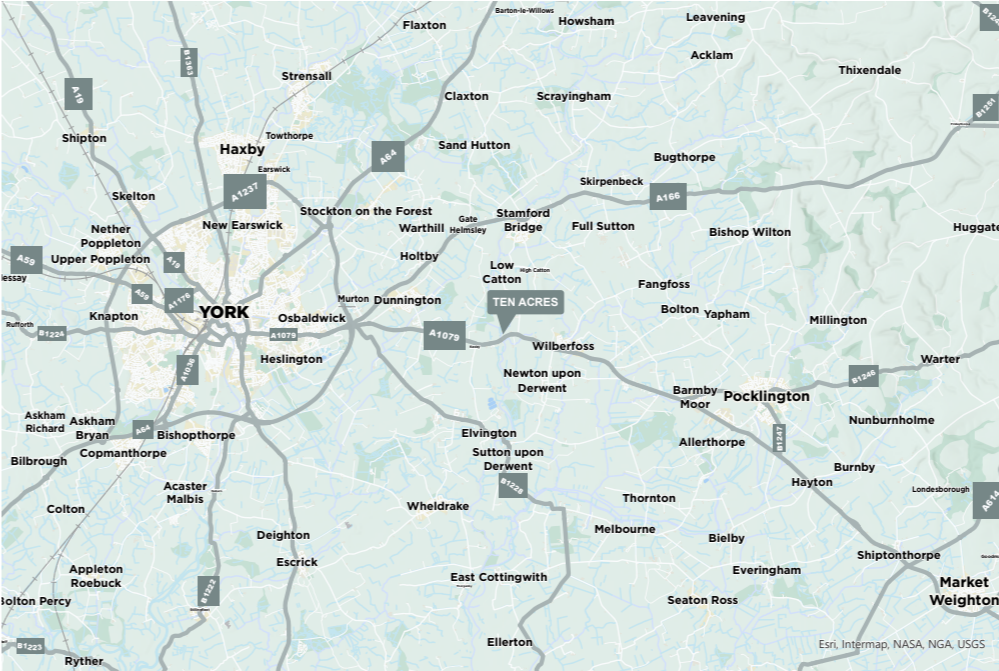 Barton-le-Willows
Flaxton
Howsham
Leavening
B124
B1363
Acklam
Strensall
Thixendale
A19
Claxton
Scrayingham
B1251
Shipton
Towthorpe
Haxby
Sand Hutton
A64
Bugthorpe
Earswick
Skirpenbeck
A1237
A166
Skelton
Stockton on the Forest
Gate
Helmsley
Stamford
Bridge
Nether
Poppleton
New Earswick
Warthill
Full Sutton
Bishop Wilton
Huggate
A59
Upper Poppleton
A19
Holtby
Low
Catton
High Catton
essay
Fangfoss
A59
A1176
Murton
Dunnington
TEN ACRES
Knapton
YORK
Osbaldwick
Bolton
Yapham
Millington
Rufforth
B1224
A1079
A1079
Wilberfoss
Heslington
Warter
A1036
Newton upon
Derwent
B1246
Barmby
Moor
Pocklington
Askham
Richard
Askham
Bryan
A64
Bishopthorpe
Elvington
Allerthorpe
B1247
Nunburnholme
Copmanthorpe
Sutton upon
Derwent
Bilbrough
Burnby
Hayton
Acaster
Malbis
B1228
Londesborough
A614
Colton
Wheldrake
Thornton
Melbourne
Deighton
Bielby
Shiptonthorpe
Escrick
Appleton
Roebuck
East Cottingwith
Everingham
B1222
Market
Weighton
Bolton Percy
Seaton Ross
Ellerton
B1223
Ryther
Esri, Intermap, NASA, NGA, USGS